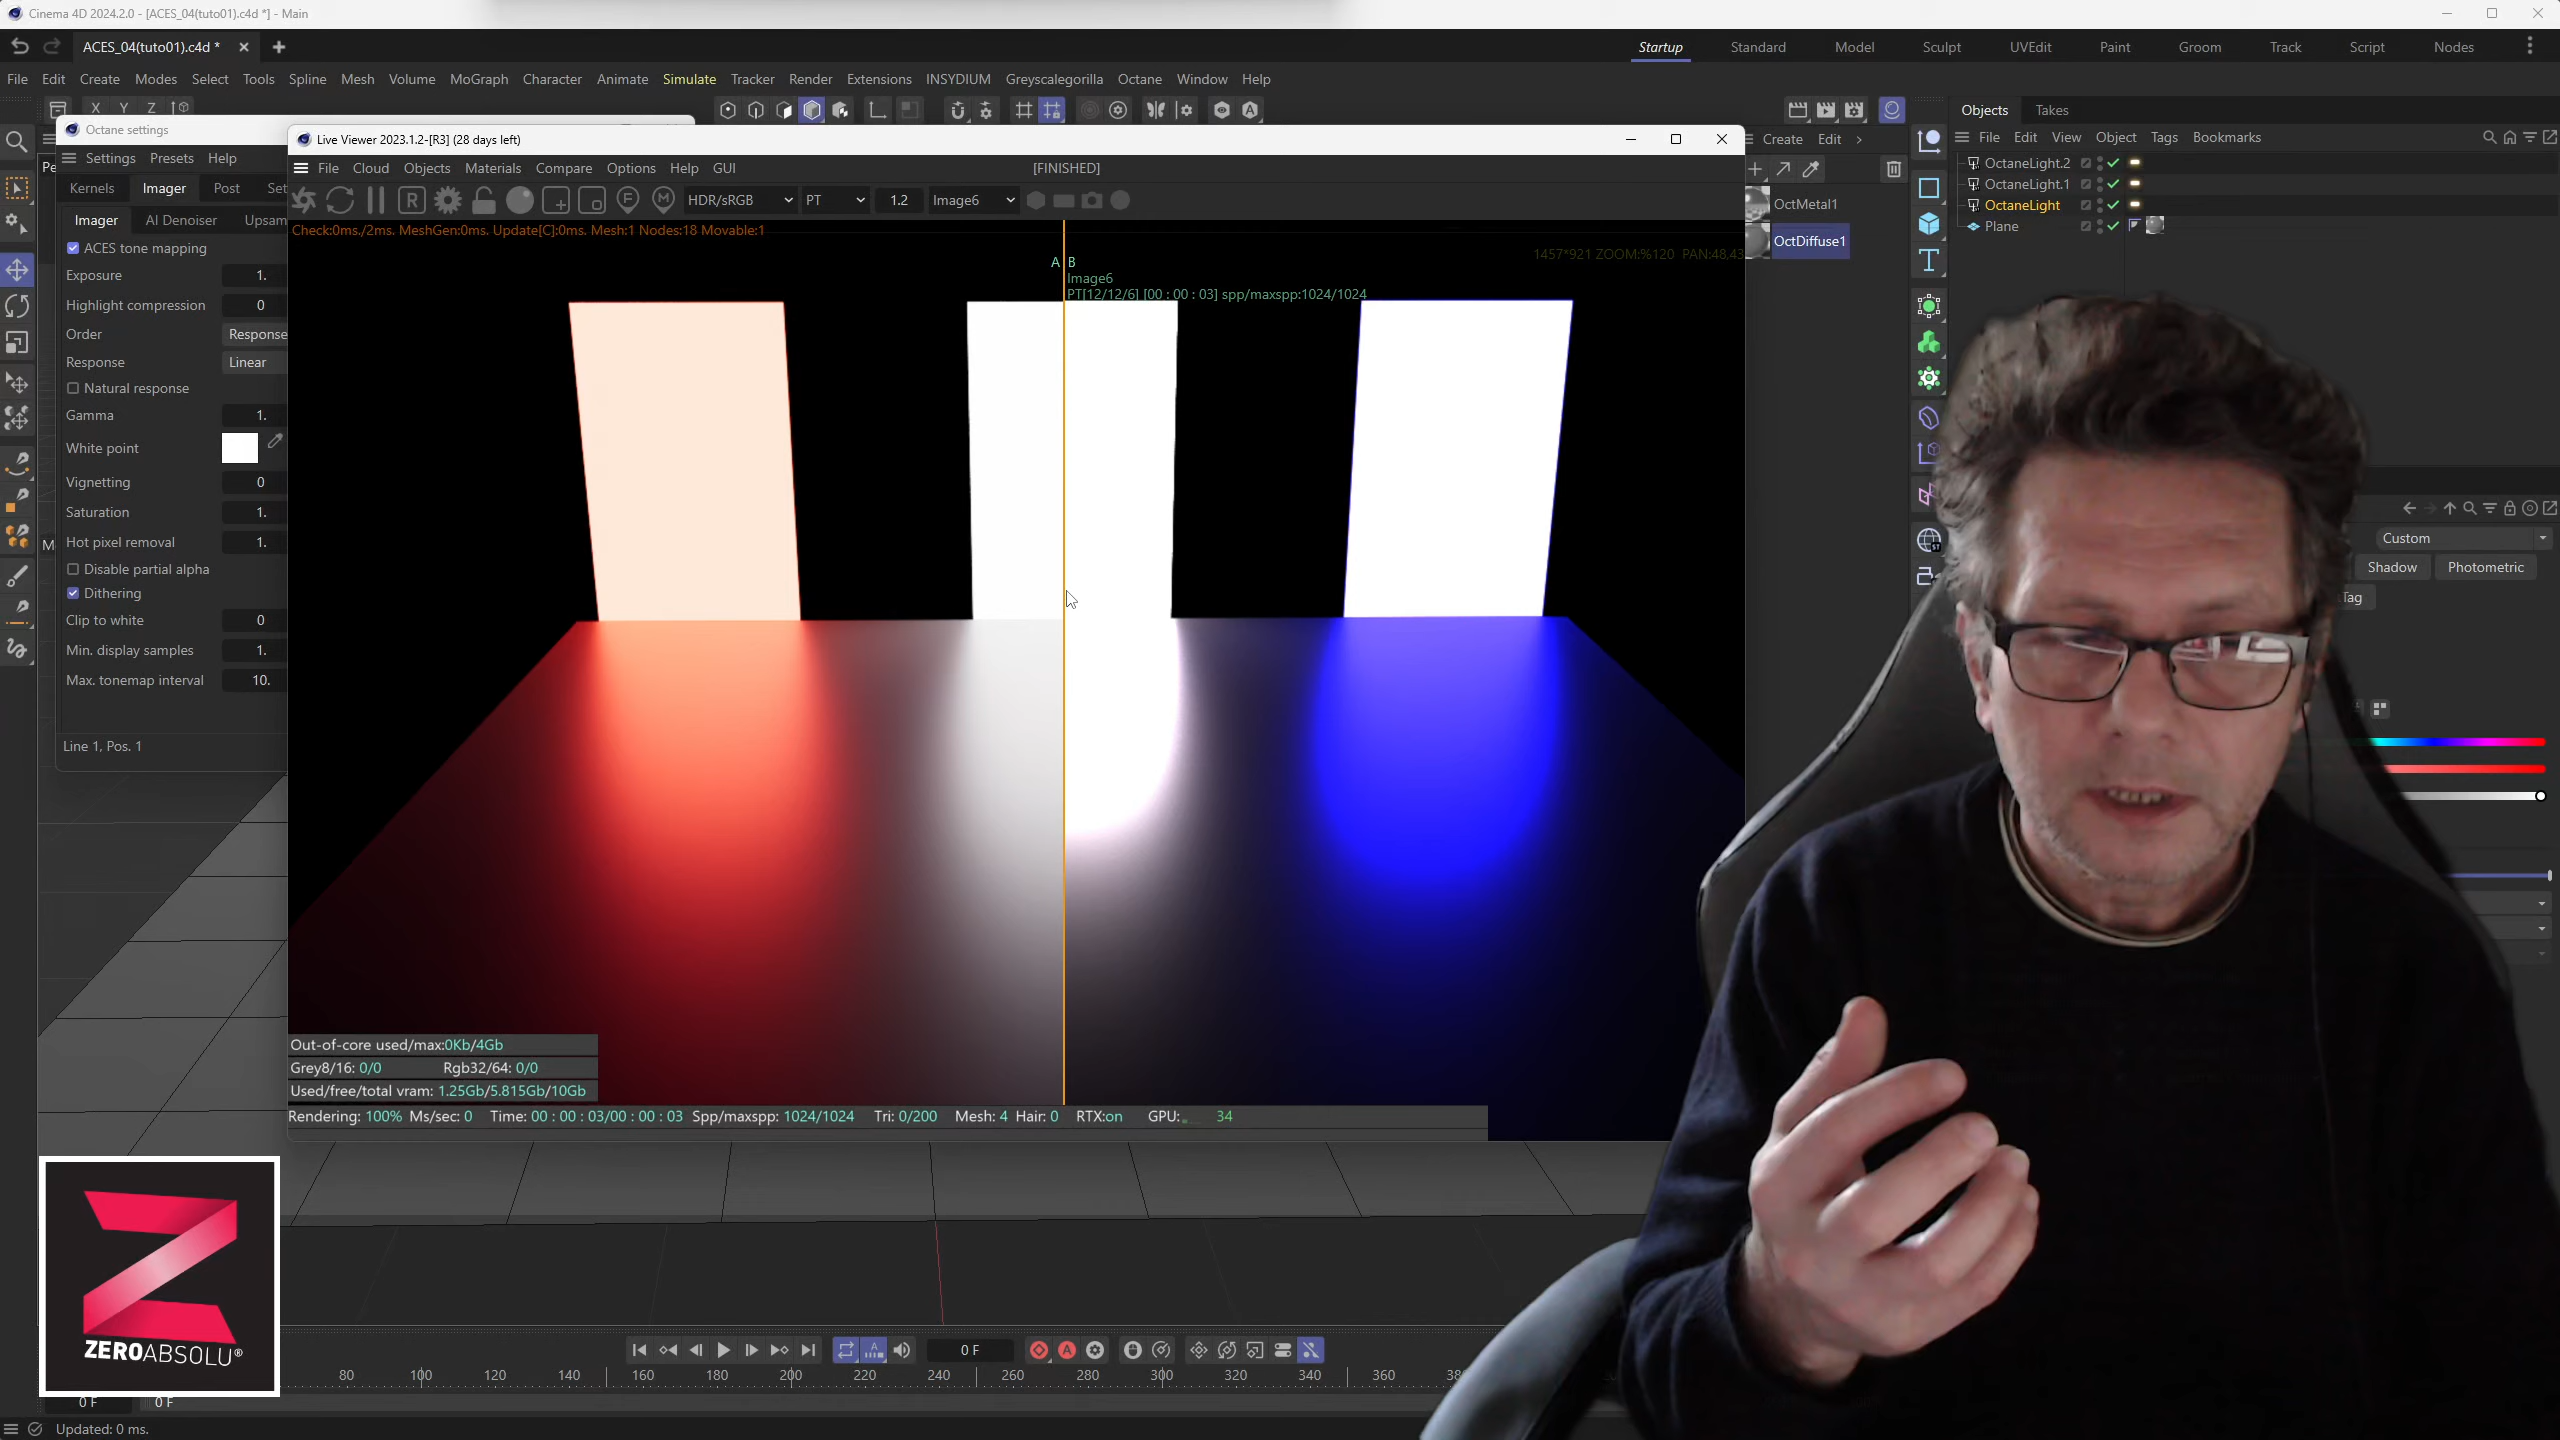 Cinema 4D 2024.2.0 - [ACES_04(tuto01).c4d *] - Main
ACES_04(tuto01).c4d *
Startup Standard Model Sculpt UVEdit Paint Groom Track Script Nodes
File Edit Create Modes Select Tools Spline Mesh Volume MoGraph Character Animate Simulate Tracker Render Extensions INSYDIUM Greyscalegorilla Octane Window Help
X Y Z
Objects Takes
Octane settings
Live Viewer 2023.1.2-[R3] (28 days left)
Create Edit
File Edit View Object Tags Bookmarks
Settings Presets Help
File Cloud Objects Materials Compare Options Help GUI
[FINISHED]
OctaneLight.2
OctaneLight.1
OctaneLight
Plane
Kernels Imager Post
HDR/sRGB PT 1.2 Image6
OctMetal1
OctDiffuse1
Imager AI Denoiser Upsam
Check:0ms./2ms. MeshGen:0ms. Update[C]:0ms. Mesh:1 Nodes:18 Movable:1
1457*921 ZOOM:%120 PAN:48,43
ACES tone mapping
A B
Image6
PT[12/12/6] [00 : 00 : 03] spp/maxspp:1024/1024
Exposure 1.
Highlight compression 0
Order Response
Response Linear
Natural response
Gamma 1.
White point
Vignetting 0
Saturation 1.
Hot pixel removal 1.
Disable partial alpha
Dithering
Clip to white 0
Min. display samples 1.
Max. tonemap interval 10.
Line 1, Pos. 1
Custom
Shadow Photometric
Tag
Out-of-core used/max:0Kb/4Gb
Grey8/16: 0/0 Rgb32/64: 0/0
Used/free/total vram: 1.25Gb/5.815Gb/10Gb
Rendering: 100% Ms/sec: 0 Time: 00 : 00 : 03/00 : 00 : 03 Spp/maxspp: 1024/1024 Tri: 0/200 Mesh: 4 Hair: 0 RTX:on GPU: 34
ZEROABSOLU®
0 F
80 100 120 140 160 180 200 220 240 260 280 300 320 340 360
0 F 0 F
Updated: 0 ms.